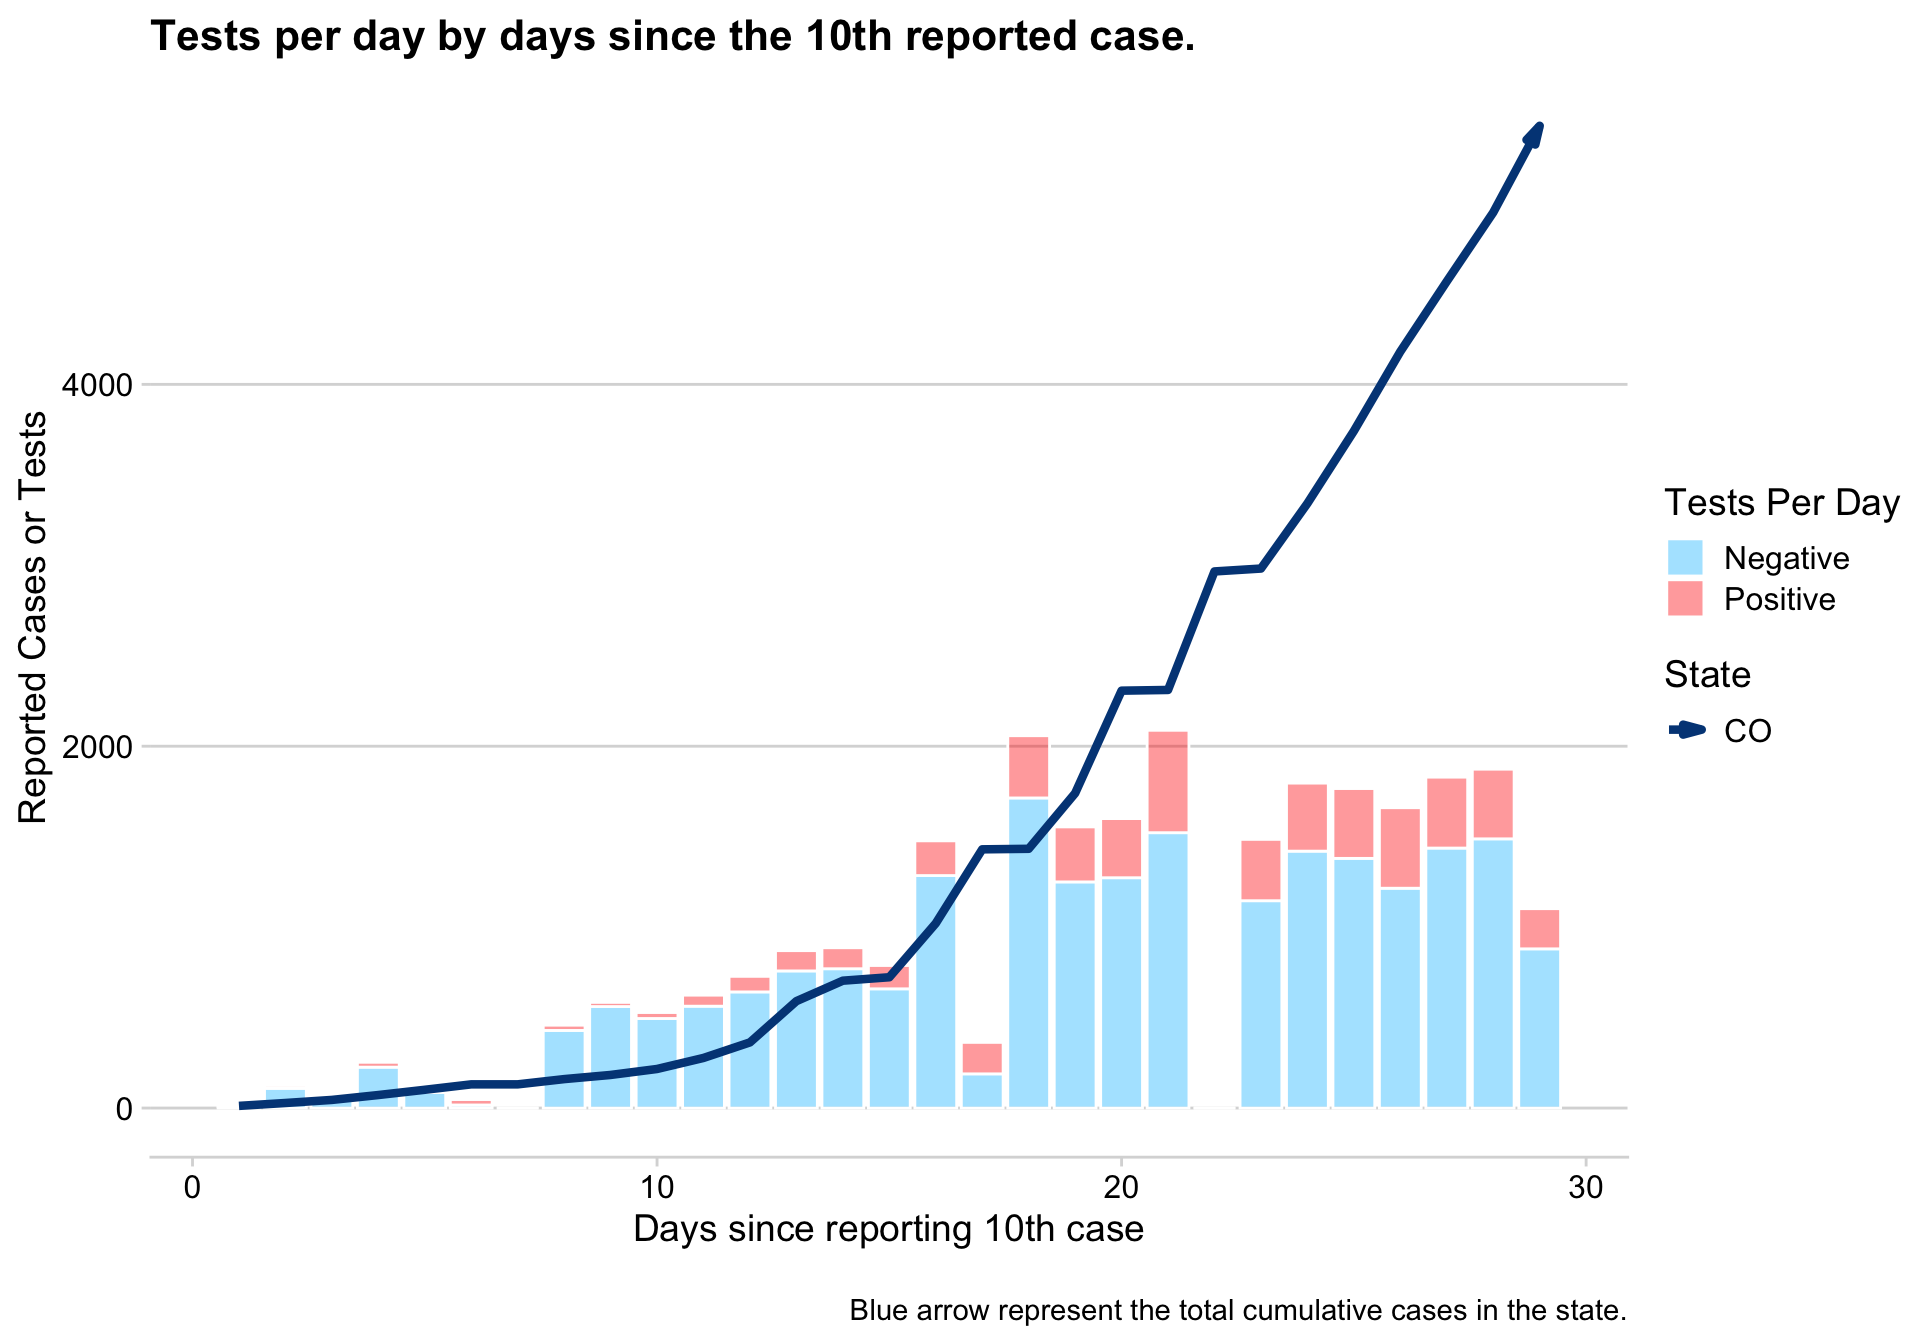 Tests per day by days since the 10th reported case.
Reported Cases or Tests
4000
2000
0
0
10
20
30
Days since reporting 10th case
Tests Per Day
Negative
Positive
State
CO
Blue arrow represent the total cumulative cases in the state.